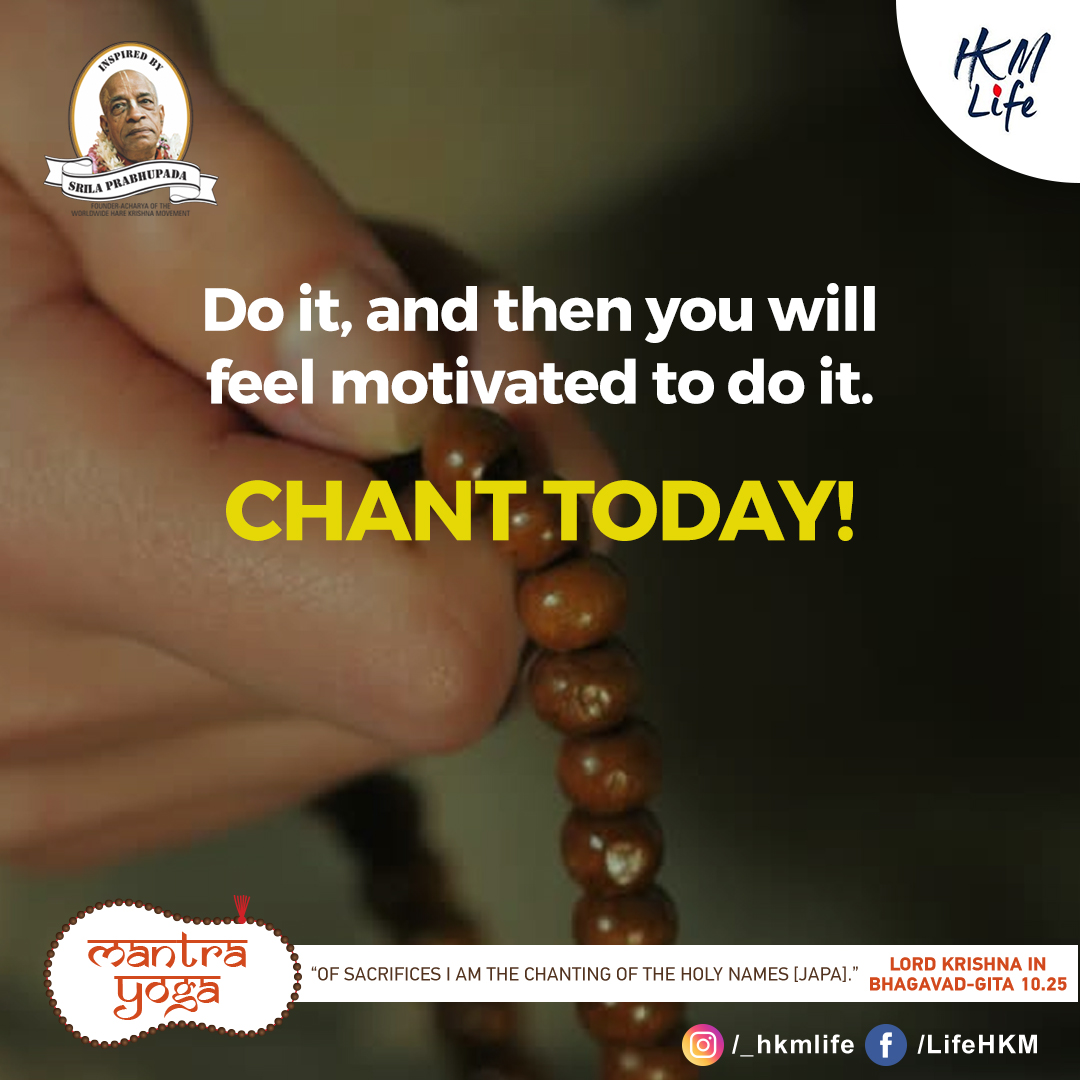 INSPIRED BY
SRILA PRABHUPADA
FOUNDER-ACHARYA OF THE
WORLDWIDE HARE KRISHNA MOVEMENT
HKM
Life
Do it, and then you will
feel motivated to do it.
CHANT TODAY!
mantra
yoga
“OF SACRIFICES I AM THE CHANTING OF THE HOLY NAMES [JAPA].”
LORD KRISHNA IN
BHAGAVAD-GITA 10.25
/_hkmlife
/LifeHKM